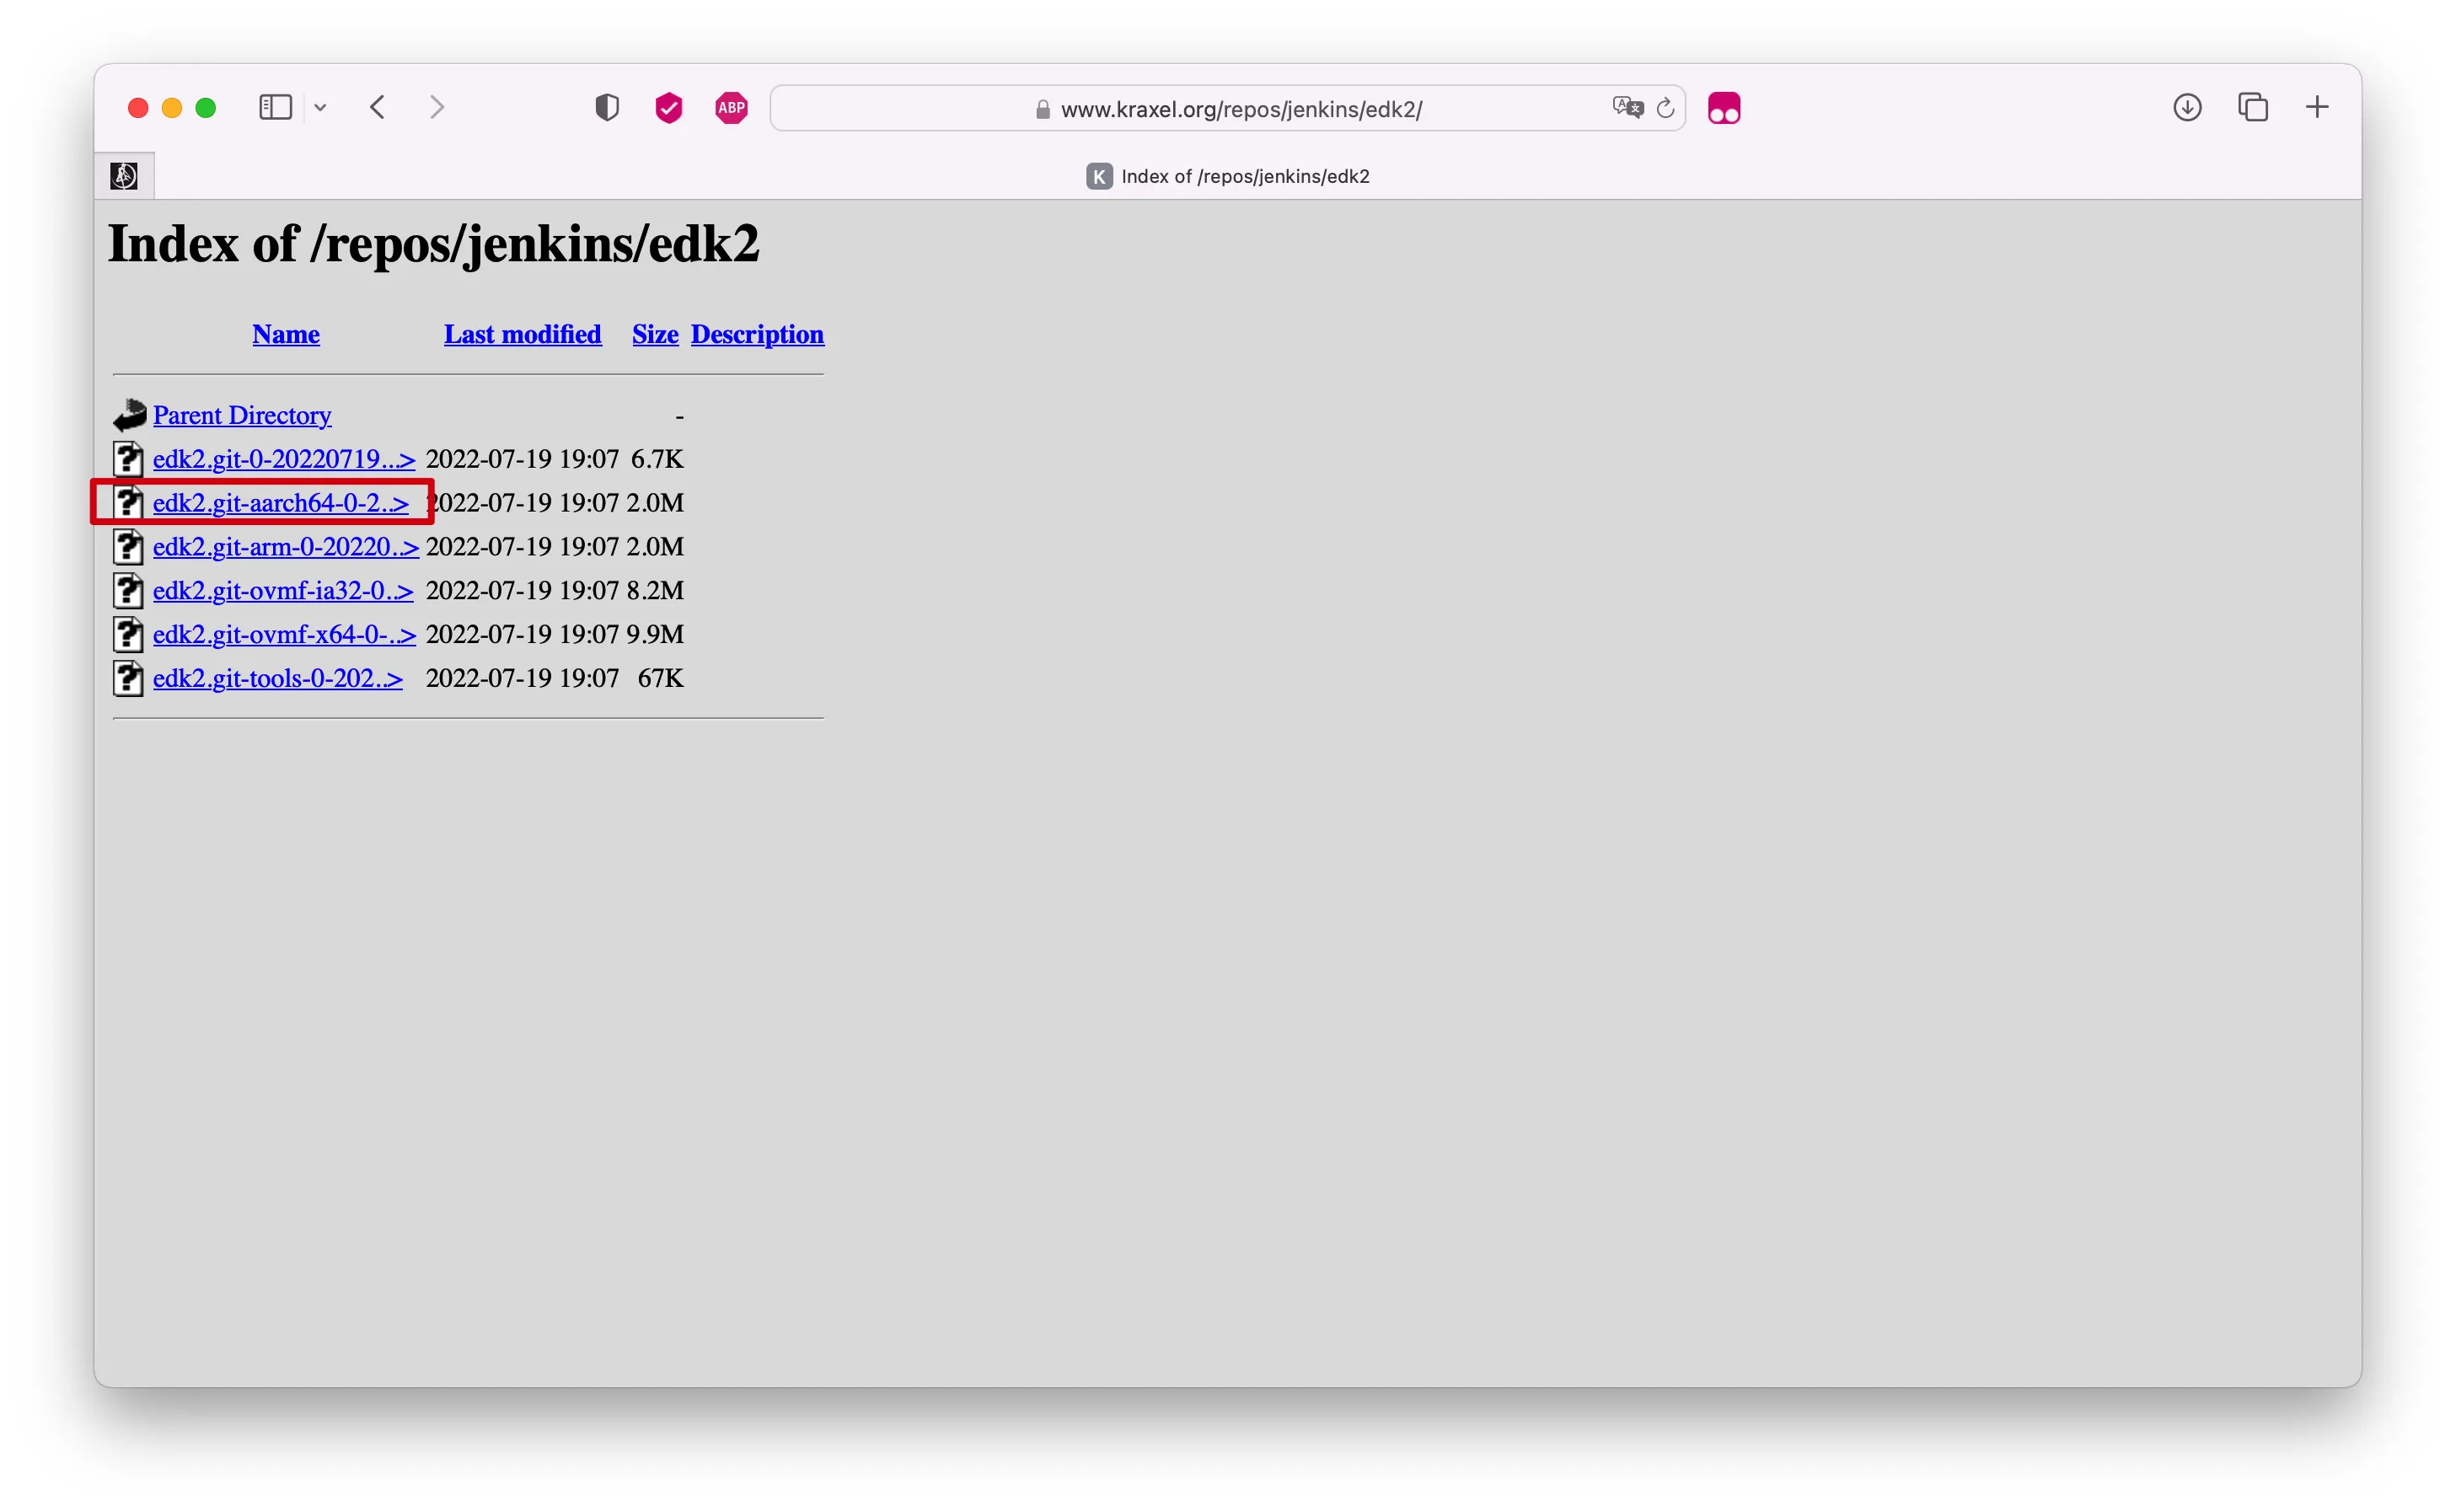 ABP
www.kraxel.org/repos/jenkins/edk2/
K Index of /repos/jenkins/edk2
Index of /repos/jenkins/edk2
Name Last modified Size Description
Parent Directory -
edk2.git-0-20220719...> 2022-07-19 19:07 6.7K
edk2.git-aarch64-0-2..> 2022-07-19 19:07 2.0M
edk2.git-arm-0-20220..> 2022-07-19 19:07 2.0M
edk2.git-ovmf-ia32-0..> 2022-07-19 19:07 8.2M
edk2.git-ovmf-x64-0-..> 2022-07-19 19:07 9.9M
edk2.git-tools-0-202..> 2022-07-19 19:07 67K